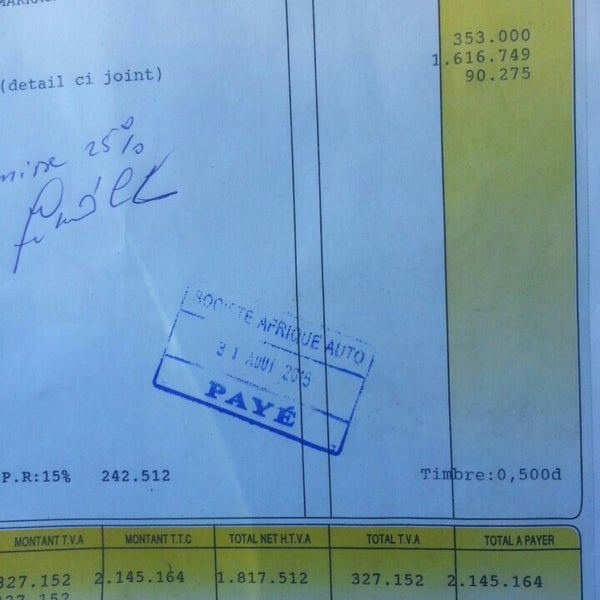 353.000
1.616.749
(detail ci joint)
90.275
25%
SOCIETE AFRIQUE AUTO
31 AOUT 2015
PAYÉ
P.R:15% 242.512 Timbre:0,500d
MONTANT T.V.A MONTANT T.T.C TOTAL NET H.T.V.A TOTAL T.V.A TOTAL A PAYER
327.152 2.145.164 1.817.512 327.152 2.145.164
327.152